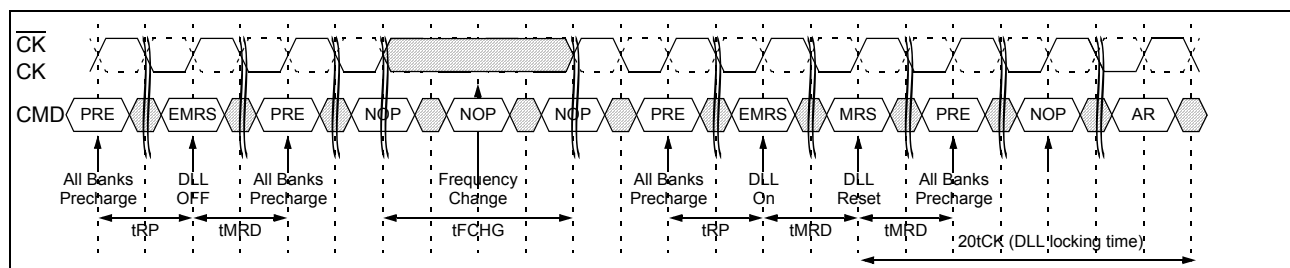 CK
CK
CMD PRE EMRS PRE NOP NOP NOP PRE EMRS MRS PRE NOP AR
All Banks DLL All Banks Frequency All Banks DLL DLL All Banks
Precharge OFF Precharge Change Precharge On Reset Precharge
tRP tMRD tFCHG tRP tMRD tMRD
20tCK (DLL locking time)